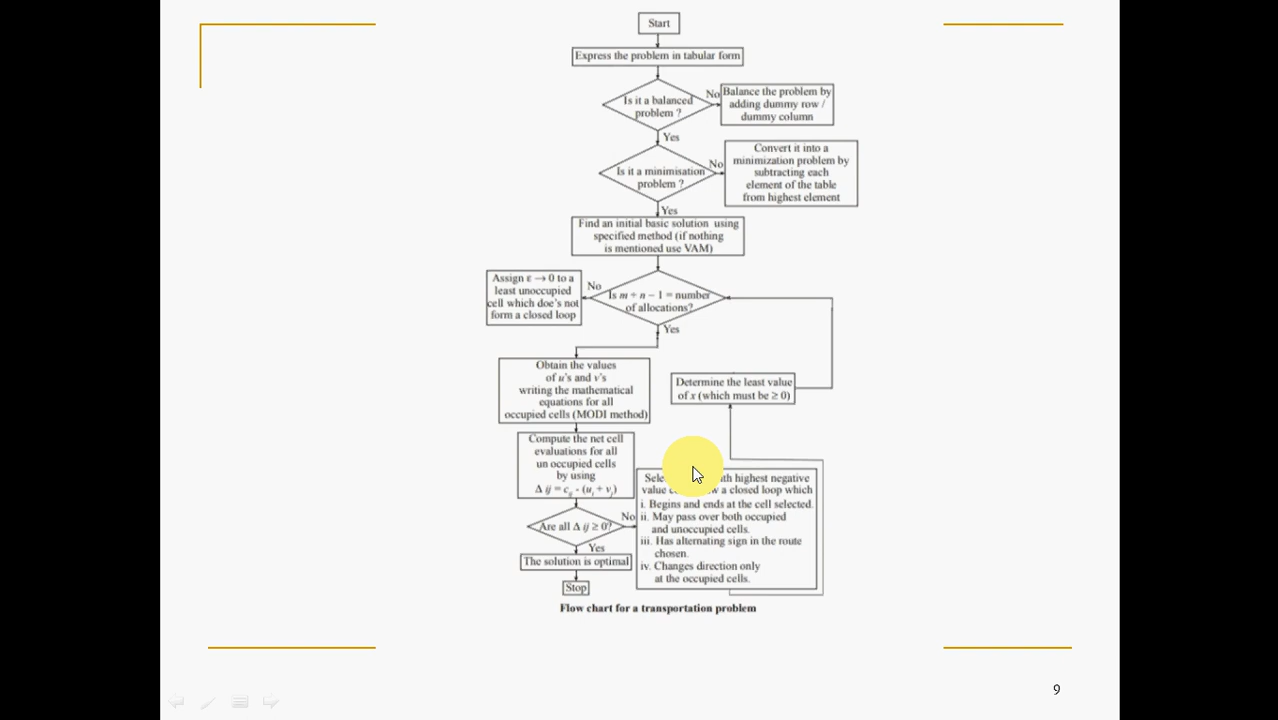 Start
Express the problem in tabular form
Is it a balanced
problem ?
No
Balance the problem by
adding dummy row /
dummy column
Yes
Is it a minimisation
problem ?
No
Convert it into a
minimization problem by
subtracting each
element of the table
from highest element
Yes
Find an initial basic solution using
specified method (if nothing
is mentioned use VAM)
Assign ε → 0 to a
least unoccupied
cell which doe's not
form a closed loop
No
Is m + n − 1 = number
of allocations?
Yes
Obtain the values
of u's and v's
writing the mathematical
equations for all
occupied cells (MODI method)
Determine the least value
of x (which must be ≥ 0)
Compute the net cell
evaluations for all
un occupied cells
by using
Δ ij = cij - (ui + vj)
highest negative
value a closed loop which
i. Begins and ends at the cell selected.
ii. May pass over both occupied
and unoccupied cells.
iii. Has alternating sign in the route
chosen.
iv. Changes direction only
at the occupied cells.
Are all Δ ij ≥ 0?
No
Yes
The solution is optimal
Stop
Flow chart for a transportation problem
9